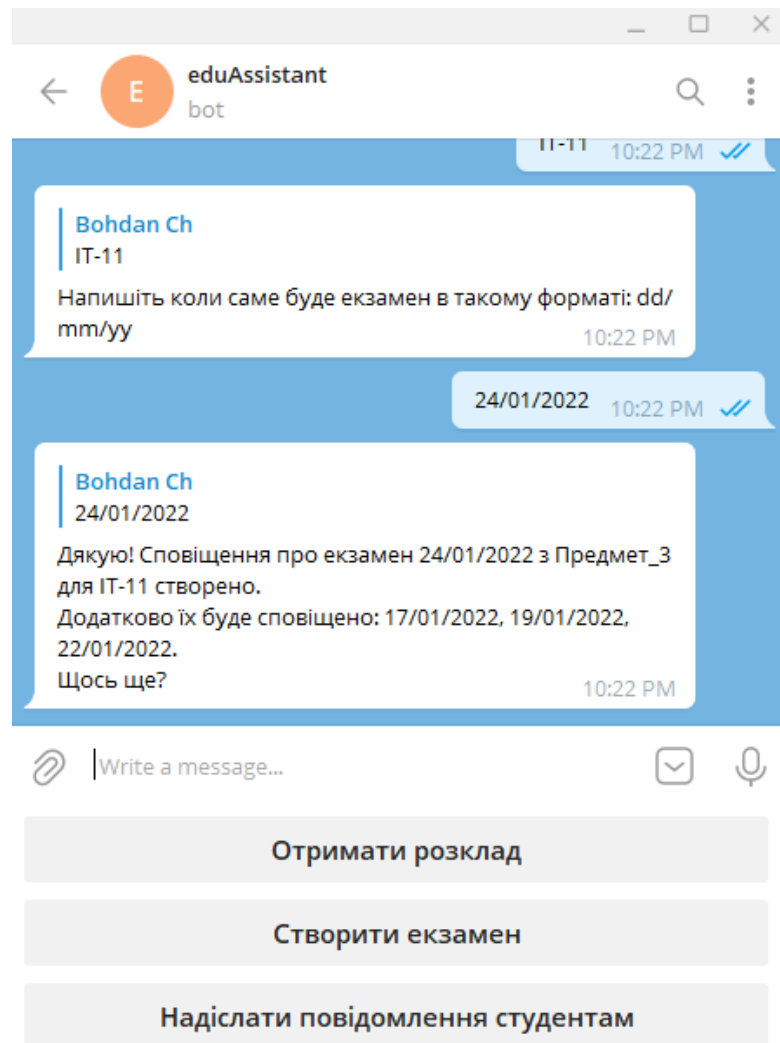 eduAssistant
E
bot
IT-11 10:22 PM
Bohdan Ch
IT-11
Напишіть коли саме буде екзамен в такому форматі: dd/
mm/yy
10:22 PM
24/01/2022 10:22 PM
Bohdan Ch
24/01/2022
Дякую! Сповіщення про екзамен 24/01/2022 з Предмет_3
для ІТ-11 створено.
Додатково їх буде сповіщено: 17/01/2022, 19/01/2022,
22/01/2022.
Щось ще?
10:22 PM
Write a message...
Отримати розклад
Створити екзамен
Надіслати повідомлення студентам